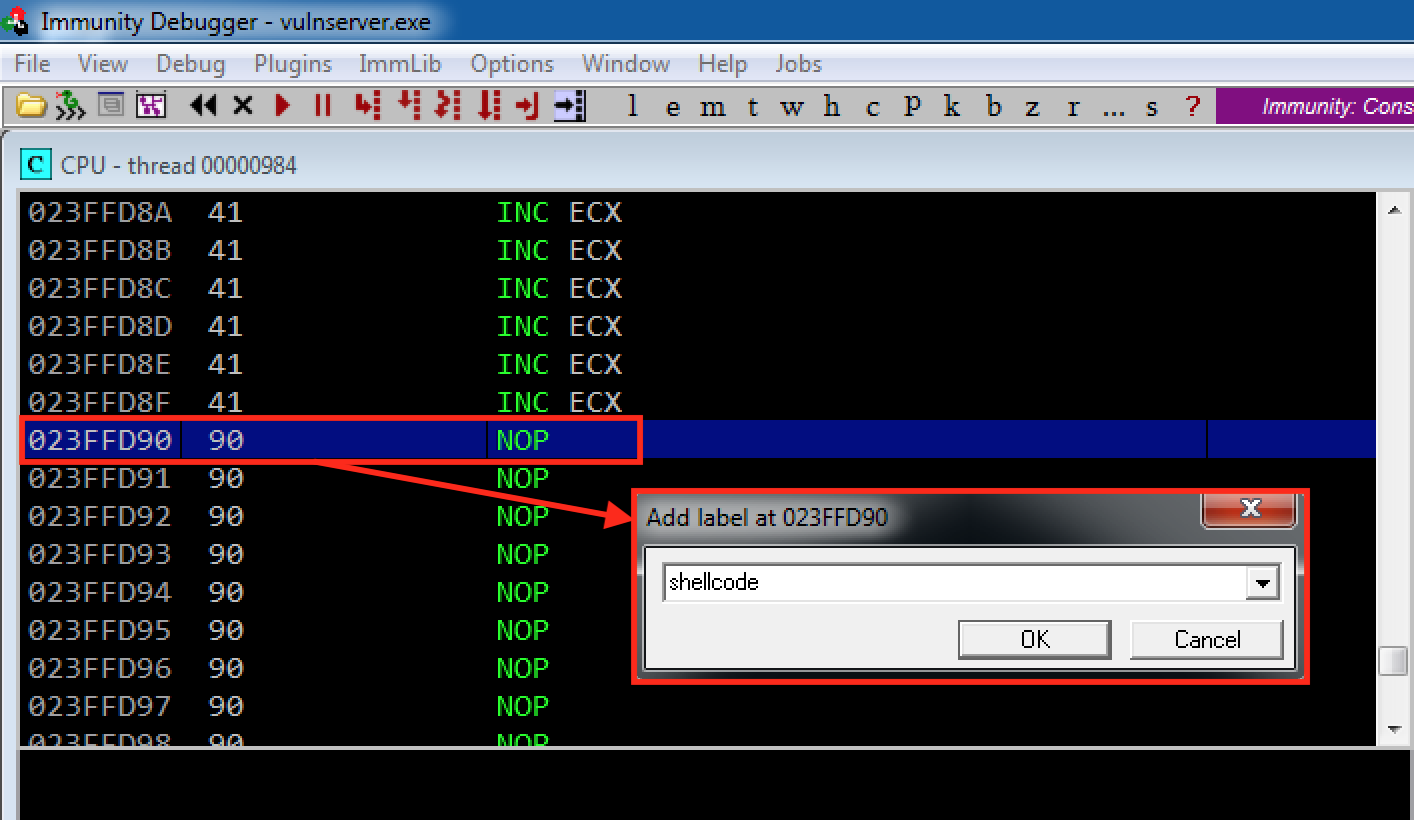 Immunity Debugger - vulnserver.exe
File View Debug Plugins ImmLib Options Window Help Jobs
l e m t w h c P k b z r ... s ? Immunity: Cons
C CPU - thread 00000984
023FFD8A 41 INC ECX
023FFD8B 41 INC ECX
023FFD8C 41 INC ECX
023FFD8D 41 INC ECX
023FFD8E 41 INC ECX
023FFD8F 41 INC ECX
023FFD90 90 NOP
023FFD91 90 NOP
023FFD92 90 NOP
023FFD93 90 NOP
023FFD94 90 NOP
023FFD95 90 NOP
023FFD96 90 NOP
023FFD97 90 NOP
023FFD98 90 NOP
Add label at 023FFD90
X
shellcode
OK Cancel